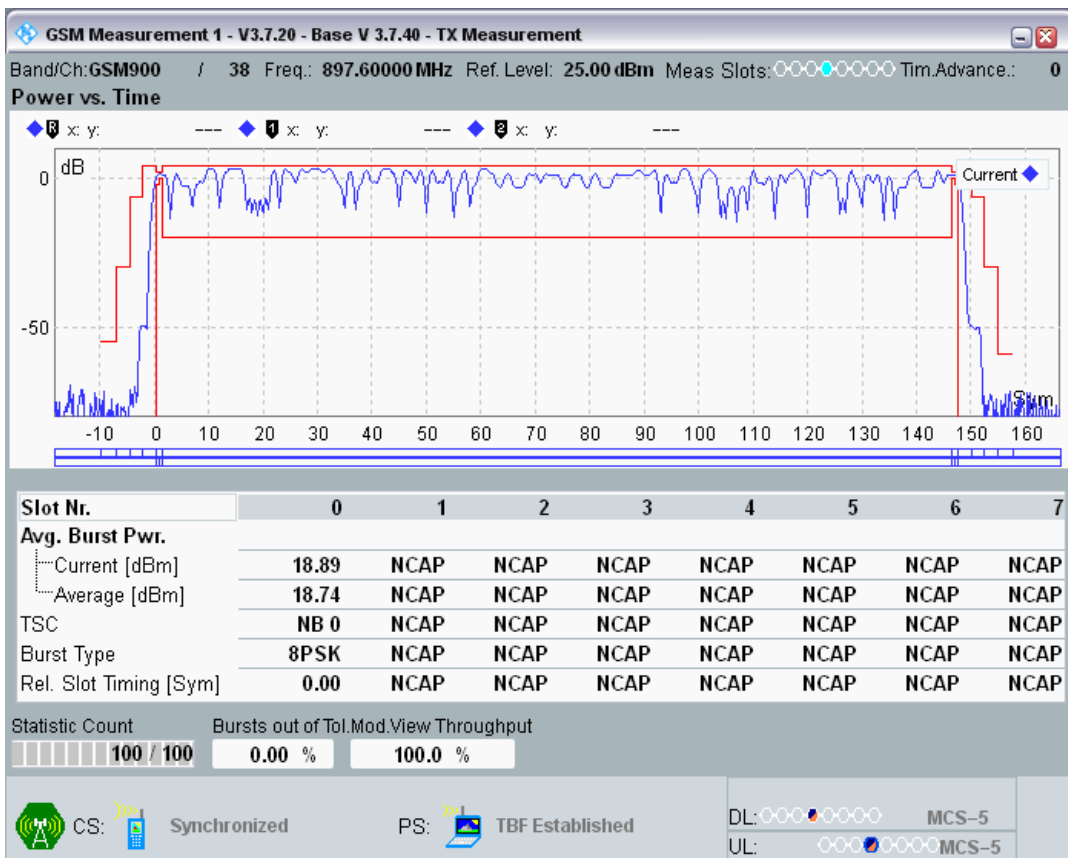 GSM Measurement 1 - V3.7.20 - Base V 3.7.40 - TX Measurement
Band/Ch:GSM900 / 38 Freq.: 897.60000 MHz Ref. Level: 25.00 dBm Meas Slots: Tim.Advance.: 0
Power vs. Time
R x: y: --- 1 x: y: --- 2 x: y: ---
dB
Current
0
-50
Sym
-10 0 10 20 30 40 50 60 70 80 90 100 110 120 130 140 150 160
Slot Nr. 0 1 2 3 4 5 6 7
Avg. Burst Pwr.
Current [dBm] 18.89 NCAP NCAP NCAP NCAP NCAP NCAP NCAP
Average [dBm] 18.74 NCAP NCAP NCAP NCAP NCAP NCAP NCAP
TSC NB 0 NCAP NCAP NCAP NCAP NCAP NCAP NCAP
Burst Type 8PSK NCAP NCAP NCAP NCAP NCAP NCAP NCAP
Rel. Slot Timing [Sym] 0.00 NCAP NCAP NCAP NCAP NCAP NCAP NCAP
Statistic Count Bursts out of Tol.Mod.View Throughput
100 / 100 0.00 % 100.0 %
CS: Synchronized PS: TBF Established
DL: MCS-5
UL: MCS-5